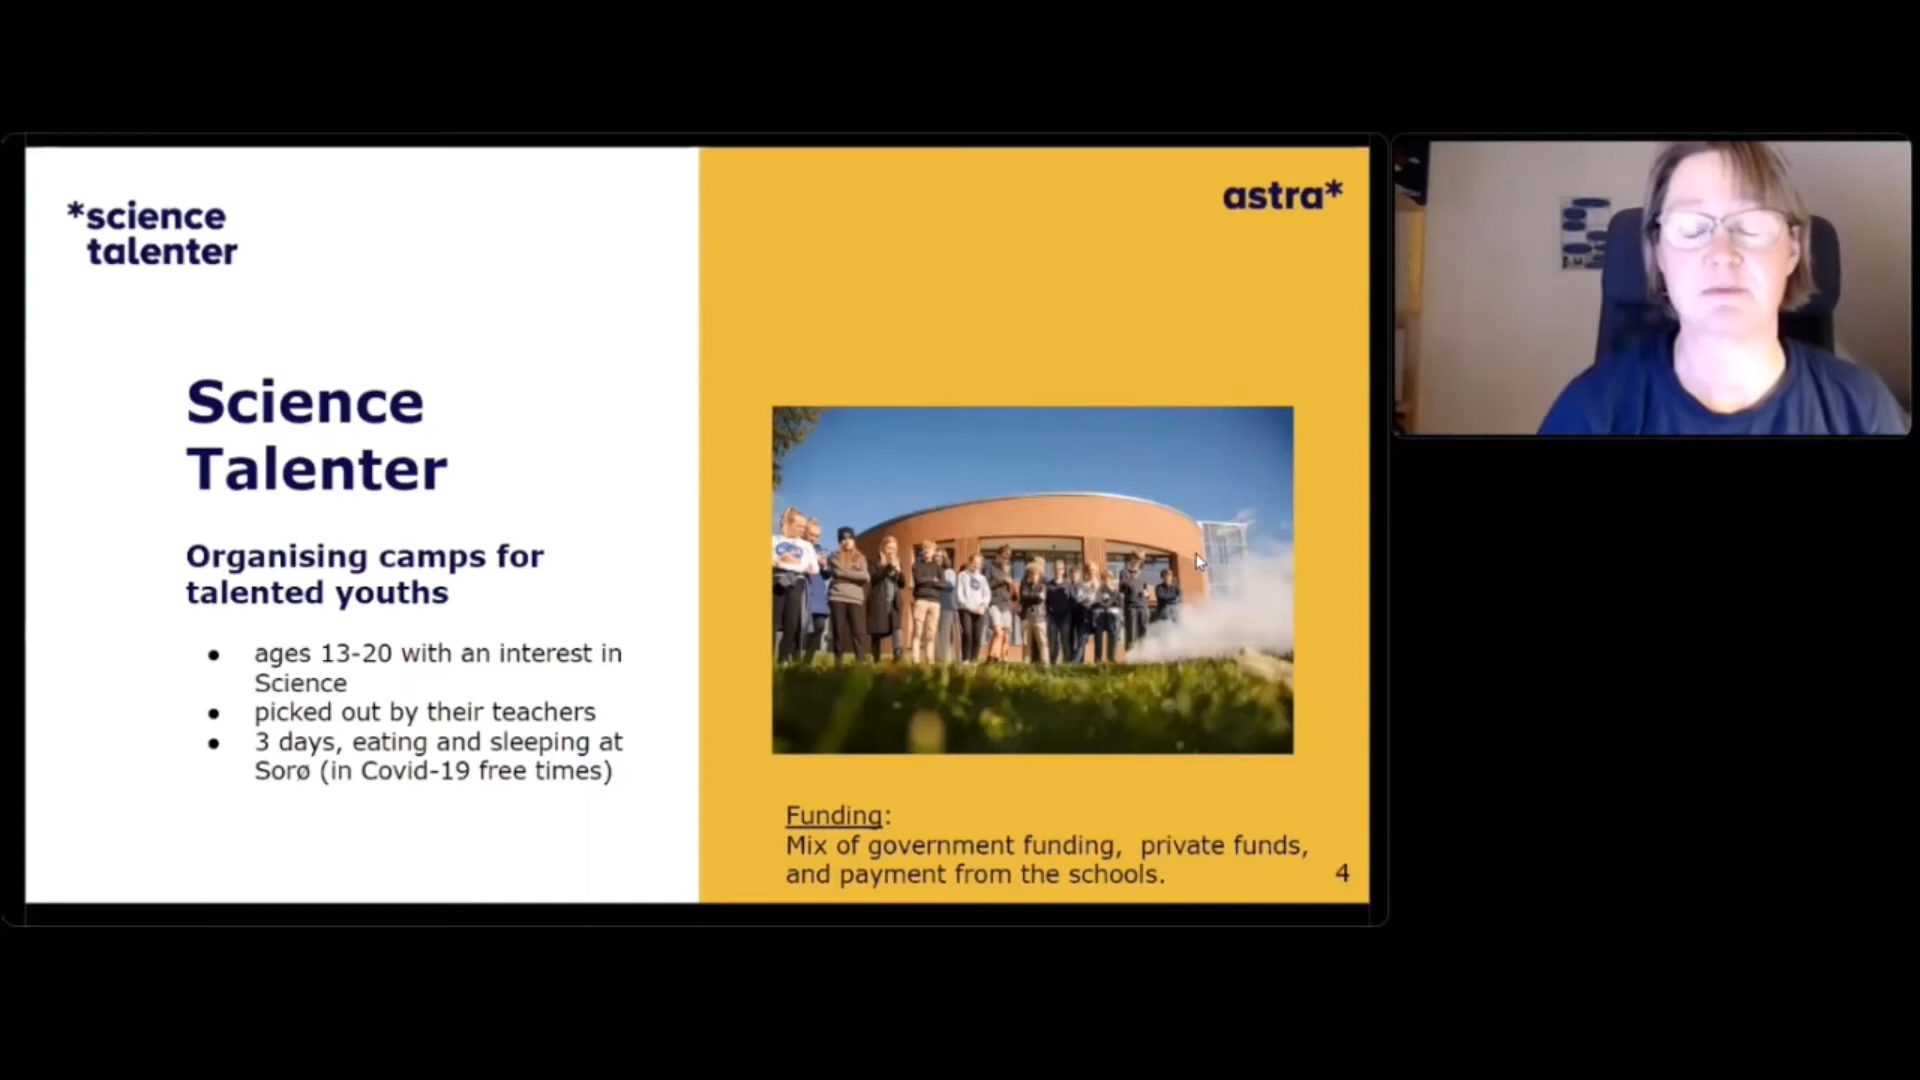 *science
talenter
astra*
Science
Talenter
Organising camps for
talented youths
● ages 13-20 with an interest in
Science
● picked out by their teachers
● 3 days, eating and sleeping at
Sorø (in Covid-19 free times)
Funding:
Mix of government funding,  private funds,
and payment from the schools.
4